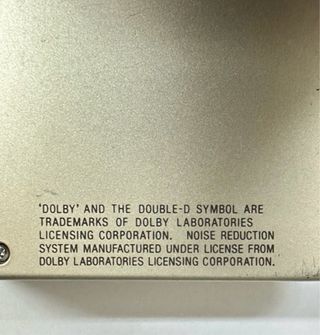 'DOLBY' AND THE DOUBLE-D SYMBOL ARE
TRADEMARKS OF DOLBY LABORATORIES
LICENSING CORPORATION. NOISE REDUCTION
SYSTEM MANUFACTURED UNDER LICENSE FROM
DOLBY LABORATORIES LICENSING CORPORATION.